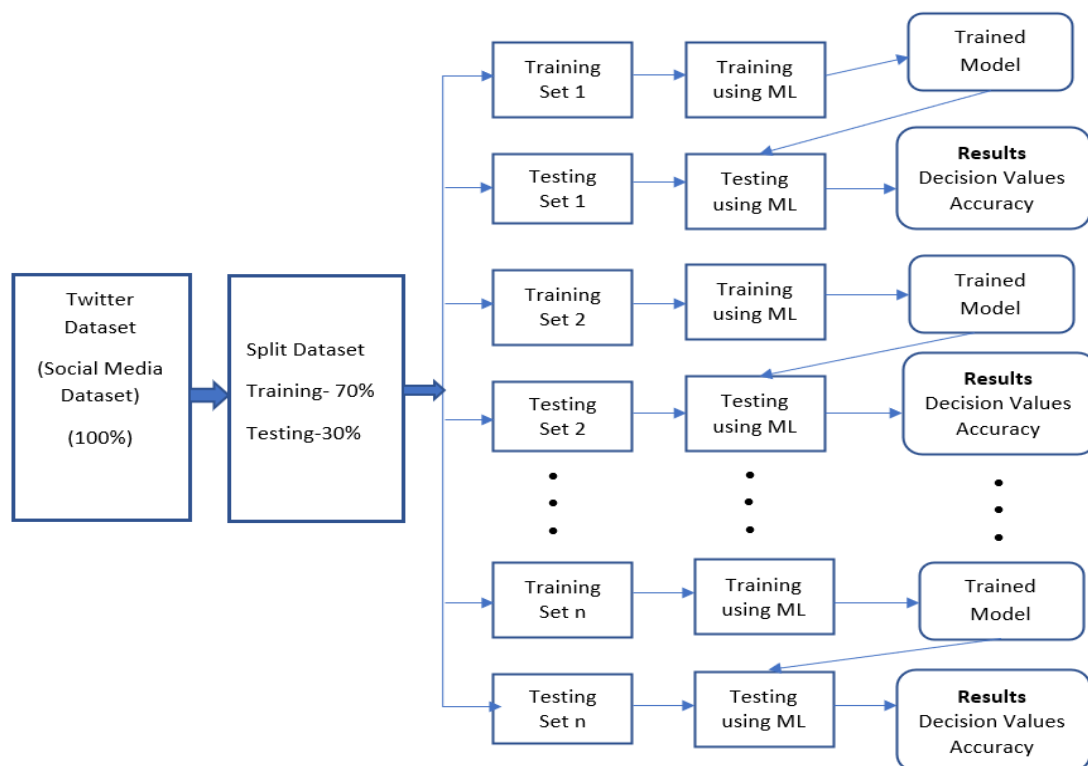 Twitter
Dataset
(Social Media
Dataset)
(100%)
Split Dataset
Training- 70%
Testing-30%
Training
Set 1
Training
using ML
Trained
Model
Testing
Set 1
Testing
using ML
Results
Decision Values
Accuracy
Training
Set 2
Training
using ML
Trained
Model
Testing
Set 2
Testing
using ML
Results
Decision Values
Accuracy
Training
Set n
Training
using ML
Trained
Model
Testing
Set n
Testing
using ML
Results
Decision Values
Accuracy